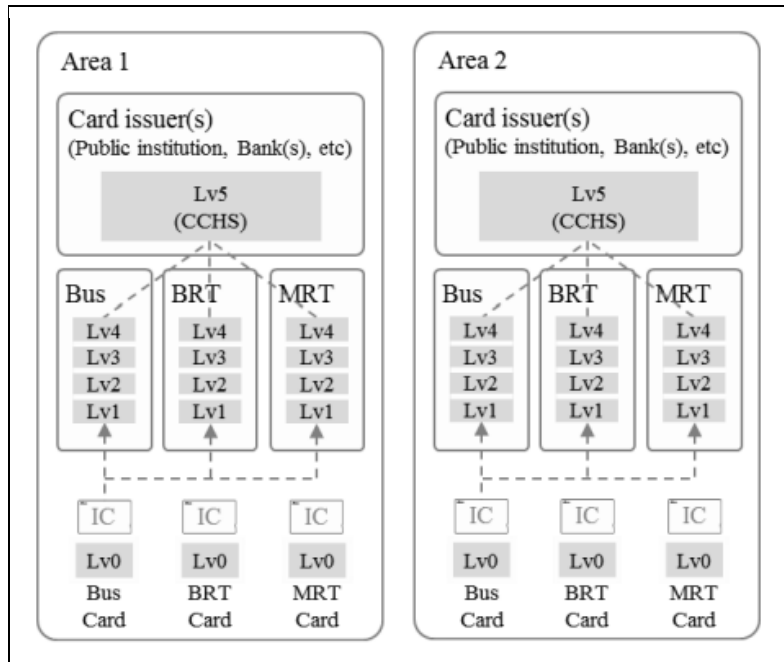 Area 1
Card issuer(s)
(Public institution, Bank(s), etc)
Lv5
(CCHS)
Bus BRT MRT
Lv4 Lv4 Lv4
Lv3 Lv3 Lv3
Lv2 Lv2 Lv2
Lv1 Lv1 Lv1
IC IC IC
Lv0 Lv0 Lv0
Bus BRT MRT
Card Card Card
Area 2
Card issuer(s)
(Public institution, Bank(s), etc)
Lv5
(CCHS)
Bus BRT MRT
Lv4 Lv4 Lv4
Lv3 Lv3 Lv3
Lv2 Lv2 Lv2
Lv1 Lv1 Lv1
IC IC IC
Lv0 Lv0 Lv0
Bus BRT MRT
Card Card Card